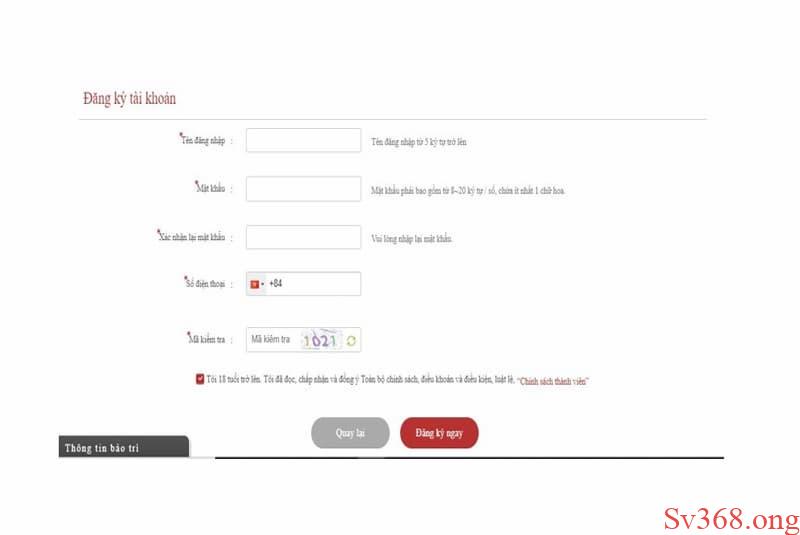 Đăng ký tài khoản
*Tên đăng nhập : Tên đăng nhập từ 5 ký tự trở lên
*Mật khẩu : Mật khẩu phải bao gồm từ 8~20 ký tự / số, chứa ít nhất 1 chữ hoa.
*Xác nhận lại mật khẩu : Vui lòng nhập lại mật khẩu.
*Số điện thoại : +84
*Mã kiểm tra : Mã kiểm tra 1021
Tôi 18 tuổi trở lên. Tôi đã đọc, chấp nhận và đồng ý Toàn bộ chính sách, điều khoản và điều kiện, luật lệ, "Chính sách thành viên"
Quay lại Đăng ký ngay
Thông tin bảo trì
Sv368.ong